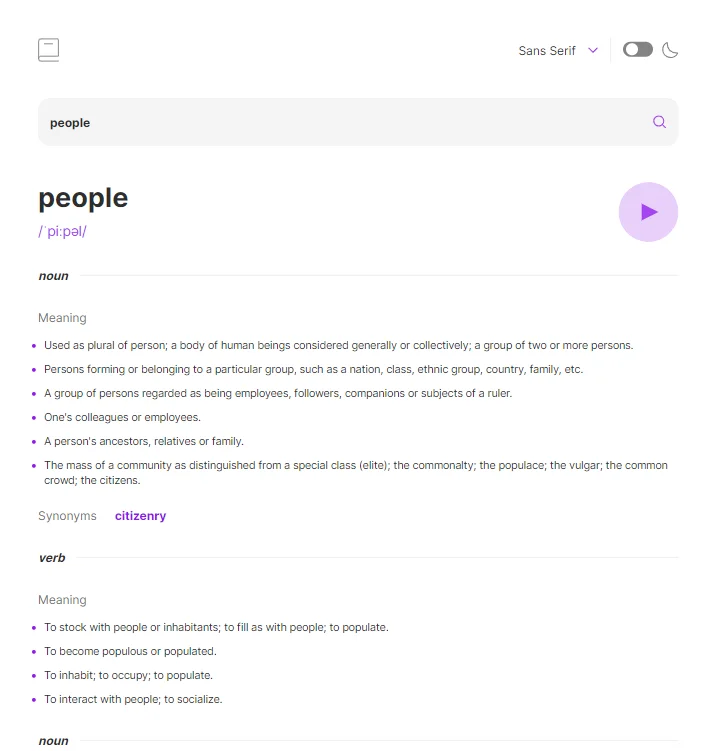 Sans Serif
people
people
/ˈpiːpəl/
noun
Meaning
Used as plural of person; a body of human beings considered generally or collectively; a group of two or more persons.
Persons forming or belonging to a particular group, such as a nation, class, ethnic group, country, family, etc.
A group of persons regarded as being employees, followers, companions or subjects of a ruler.
One's colleagues or employees.
A person's ancestors, relatives or family.
The mass of a community as distinguished from a special class (elite); the commonalty; the populace; the vulgar; the common
crowd; the citizens.
Synonyms citizenry
verb
Meaning
To stock with people or inhabitants; to fill as with people; to populate.
To become populous or populated.
To inhabit; to occupy; to populate.
To interact with people; to socialize.
noun